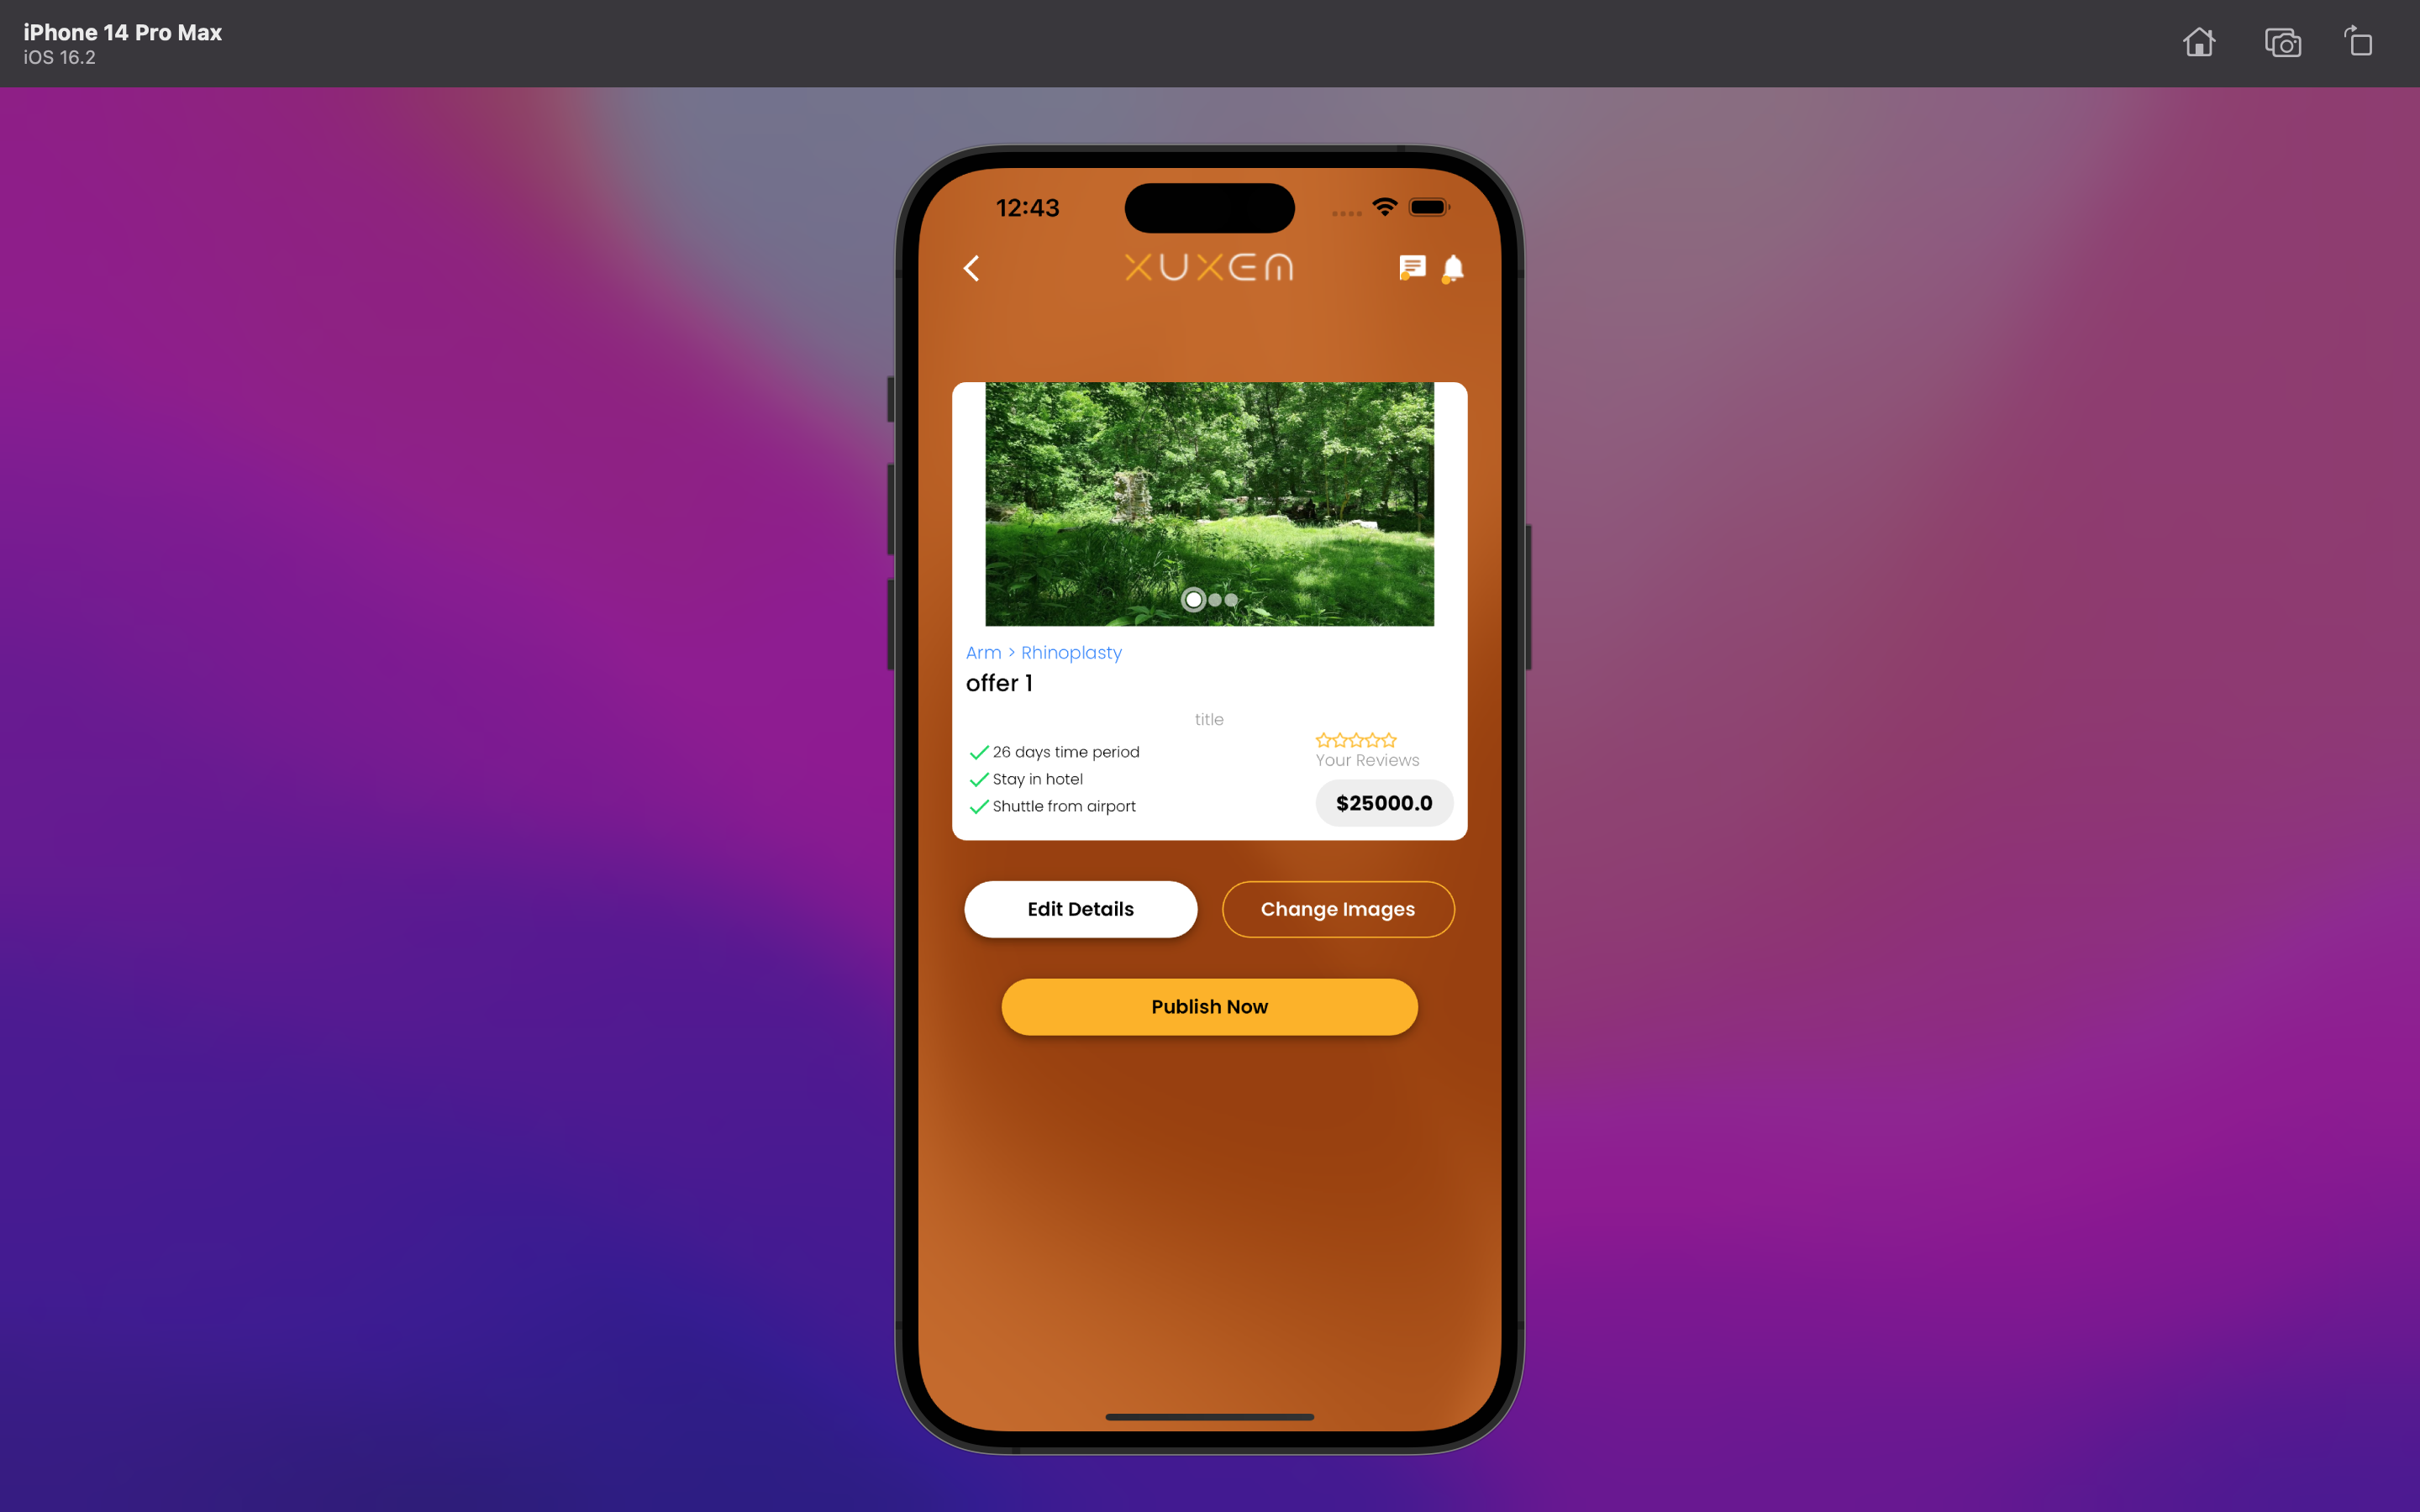 iPhone 14 Pro Max
iOS 16.2
12:43
XUXEM
Arm > Rhinoplasty
offer 1
title
26 days time period
Stay in hotel
Shuttle from airport
Your Reviews
$25000.0
Edit Details
Change Images
Publish Now